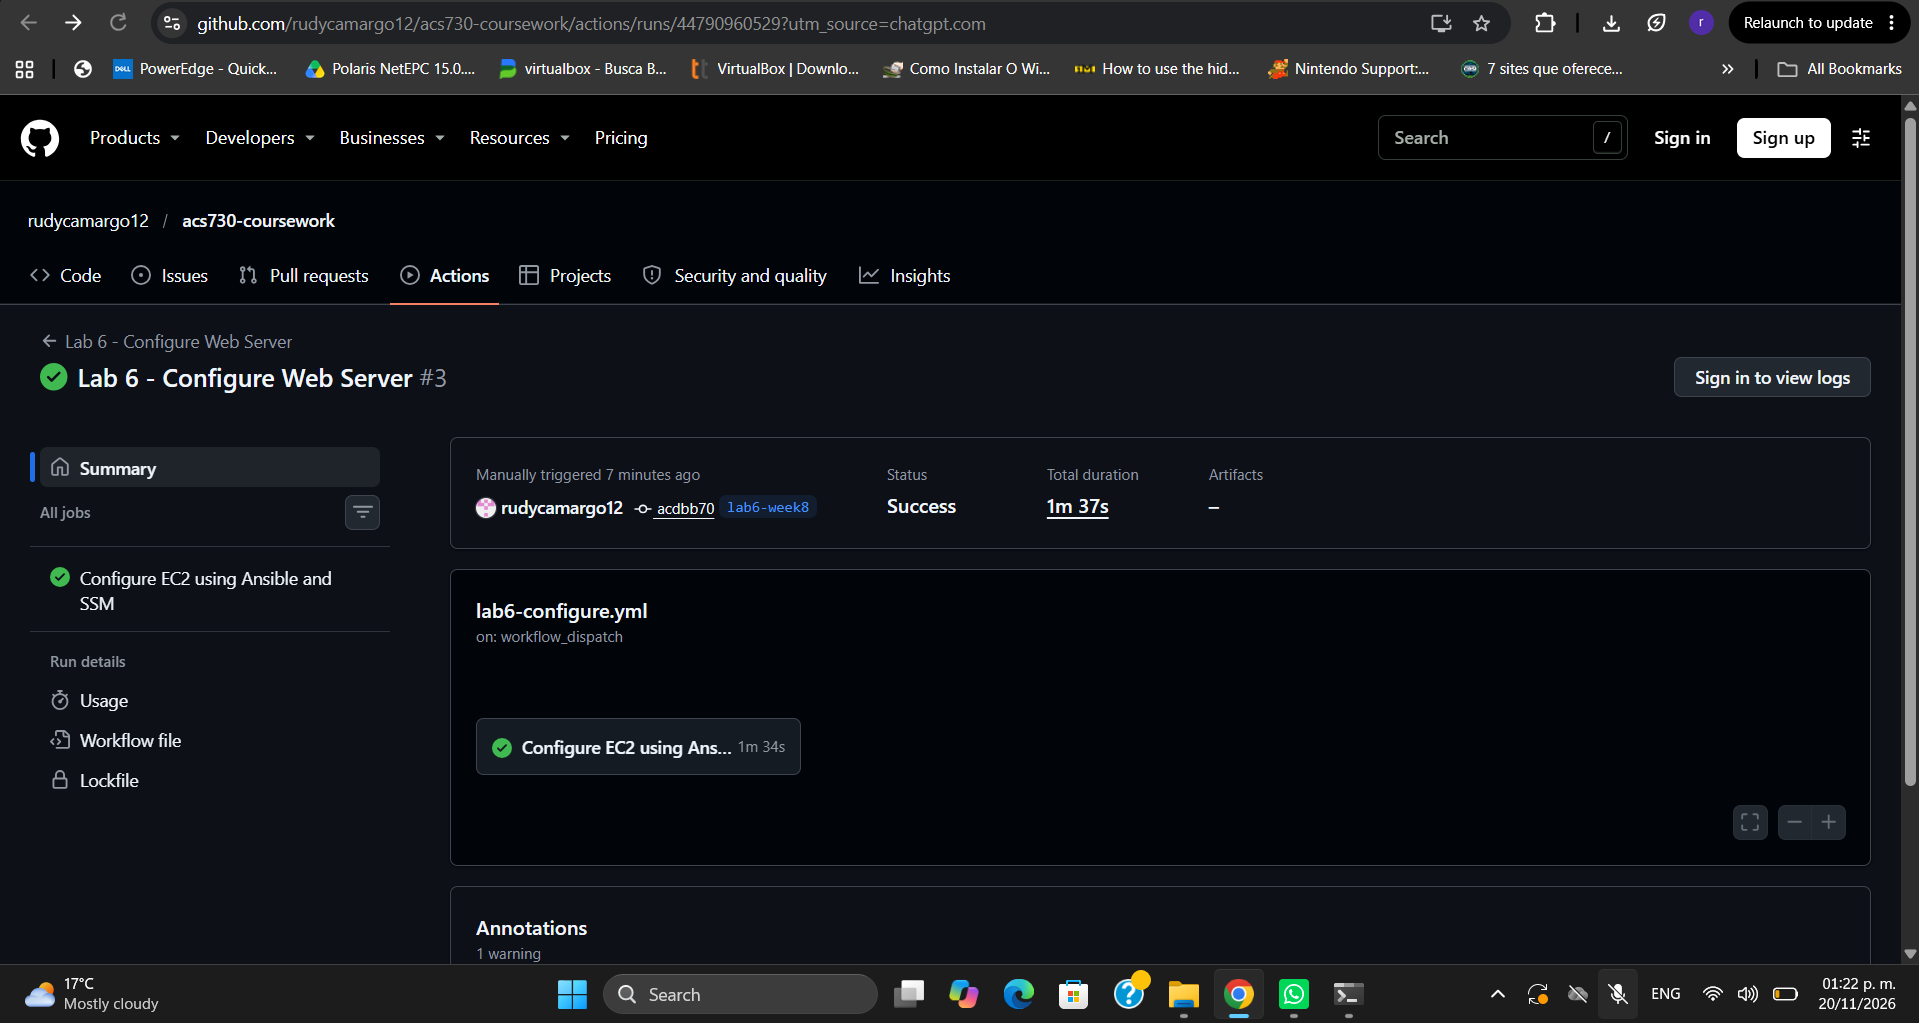 github.com/rudycamargo12/acs730-coursework/actions/runs/44790960529?utm_source=chatgpt.com
r
Relaunch to update
DELL
PowerEdge - Quick...
Polaris NetEPC 15.0....
virtualbox - Busca B...
VirtualBox | Downlo...
Como Instalar O Wi...
How to use the hid...
Nintendo Support:...
7 sites que oferece...
»
All Bookmarks
Products
Developers
Businesses
Resources
Pricing
Search
/
Sign in
Sign up
rudycamargo12 / acs730-coursework
Code
Issues
Pull requests
Actions
Projects
Security and quality
Insights
Lab 6 - Configure Web Server
Lab 6 - Configure Web Server #3
Sign in to view logs
Summary
All jobs
Configure EC2 using Ansible and
SSM
Run details
Usage
Workflow file
Lockfile
Manually triggered 7 minutes ago
rudycamargo12 acdbb70 lab6-week8
Status
Success
Total duration
1m 37s
Artifacts
–
lab6-configure.yml
on: workflow_dispatch
Configure EC2 using Ans... 1m 34s
Annotations
1 warning
17°C
Mostly cloudy
Search
ENG
01:22 p. m.
20/11/2026